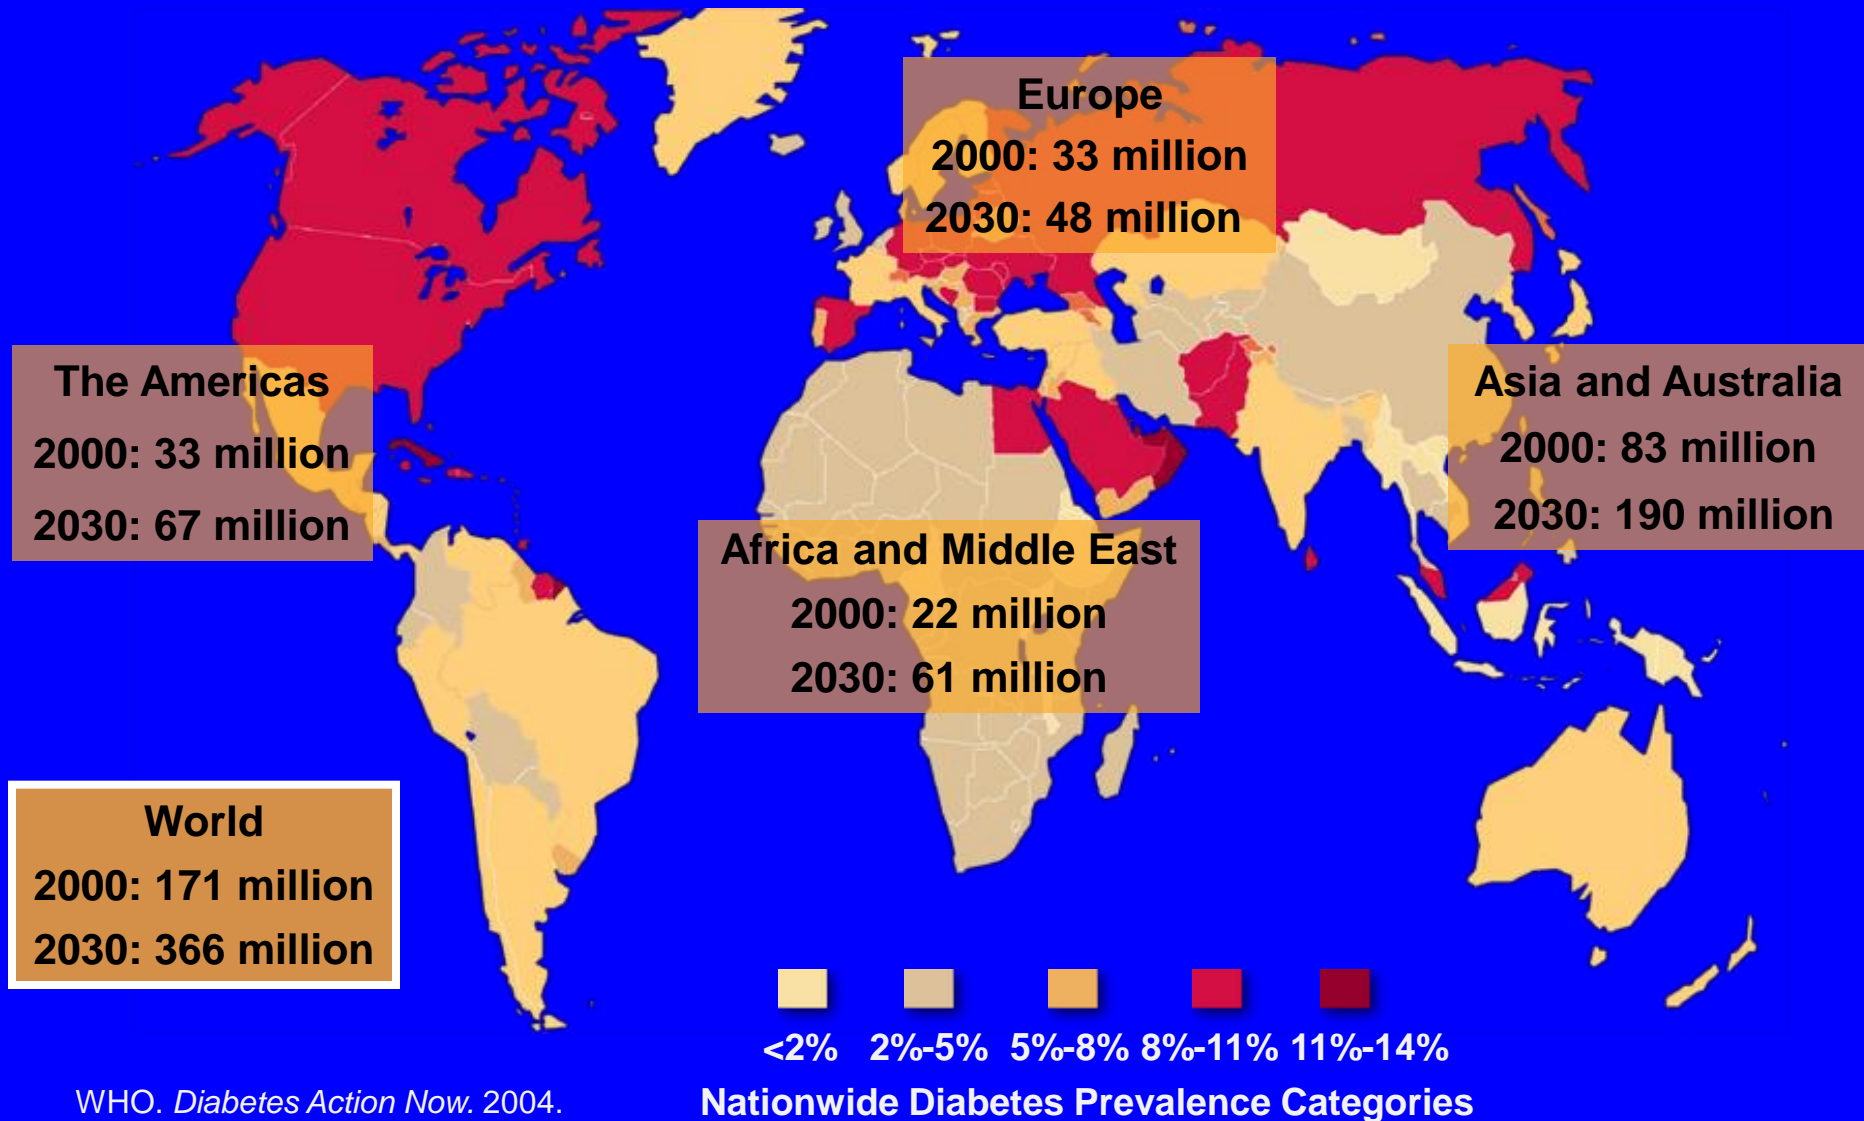 Europe
2000: 33 million
2030: 48 million
The Americas
2000: 33 million
2030: 67 million
Asia and Australia
2000: 83 million
2030: 190 million
Africa and Middle East
2000: 22 million
2030: 61 million
World
2000: 171 million
2030: 366 million
<2% 2%-5% 5%-8% 8%-11% 11%-14%
Nationwide Diabetes Prevalence Categories
WHO. Diabetes Action Now. 2004.